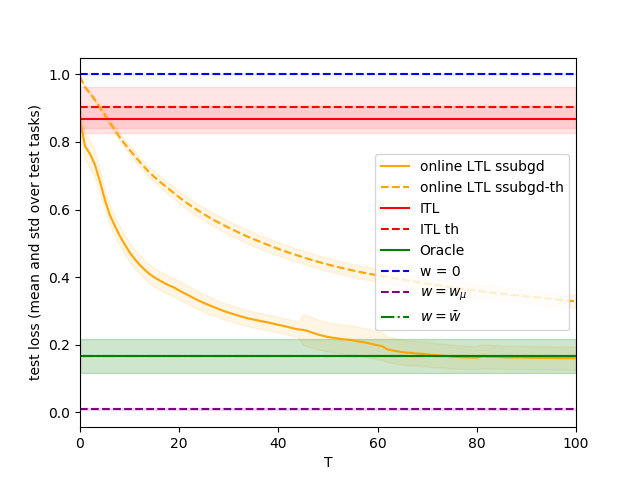 test loss (mean and std over test tasks)
1.0
0.8
0.6
0.4
0.2
0.0
0
20
40
60
80
100
T
online LTL ssubgd
online LTL ssubgd-th
ITL
ITL th
Oracle
w = 0
w = w_μ
w = w̄